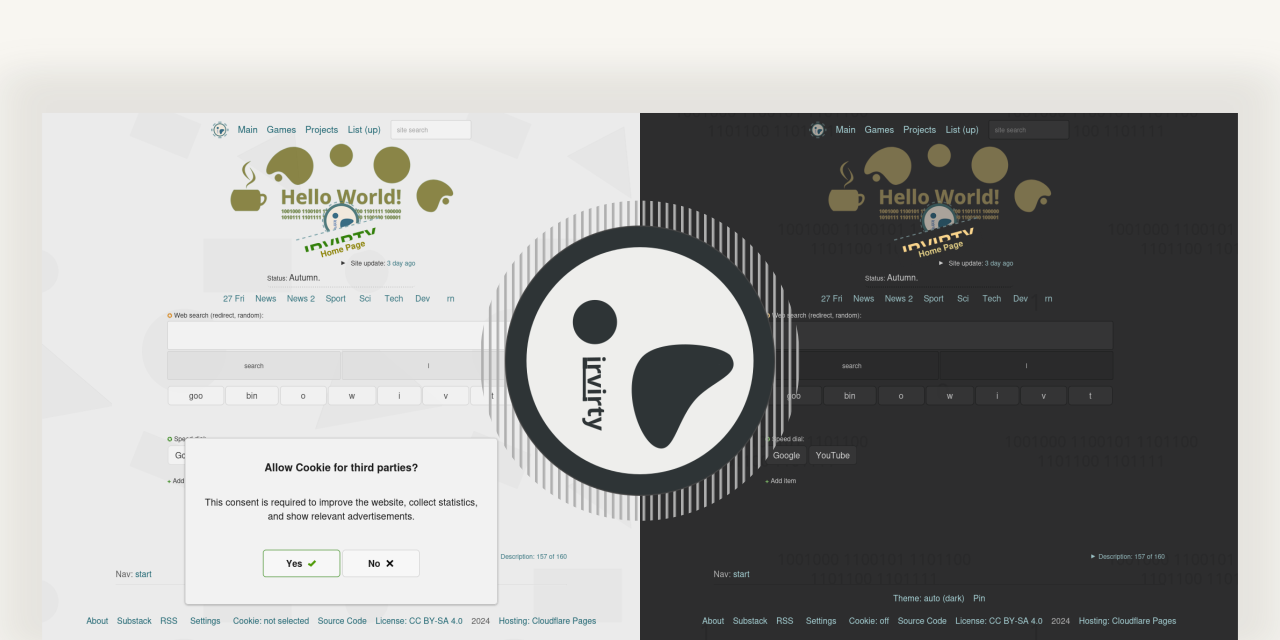 Main Games Projects List (up) site search
Hello World!
1001000 1100101 1101111 100000
1010111 1101111 1101100 100001
IRVIRTY
Home Page
► Site update: 3 day ago
Status: Autumn.
27 Fri News News 2 Sport Sci Tech Dev rn
Web search (redirect, random):
search I
goo bin o w i v t
Speed dial:
+ Add
Allow Cookie for third parties?
This consent is required to improve the website, collect statistics,
and show relevant advertisements.
Yes ✔ No ✖
Description: 157 of 160
Nav: start
About Substack RSS Settings Cookie: not selected Source Code License: CC BY-SA 4.0 2024 Hosting: Cloudflare Pages
irvirty
Main Games Projects List (up) site search
Hello World!
IRVIRTY
Home Page
► Site update: 3 day ago
Status: Autumn.
27 Fri News News 2 Sport Sci Tech Dev rn
Web search (redirect, random):
search I
goo bin o w i v t
Speed dial:
Google YouTube
+ Add item
► Description: 157 of 160
Nav: start
Theme: auto (dark) Pin
About Substack RSS Settings Cookie: off Source Code License: CC BY-SA 4.0 2024 Hosting: Cloudflare Pages